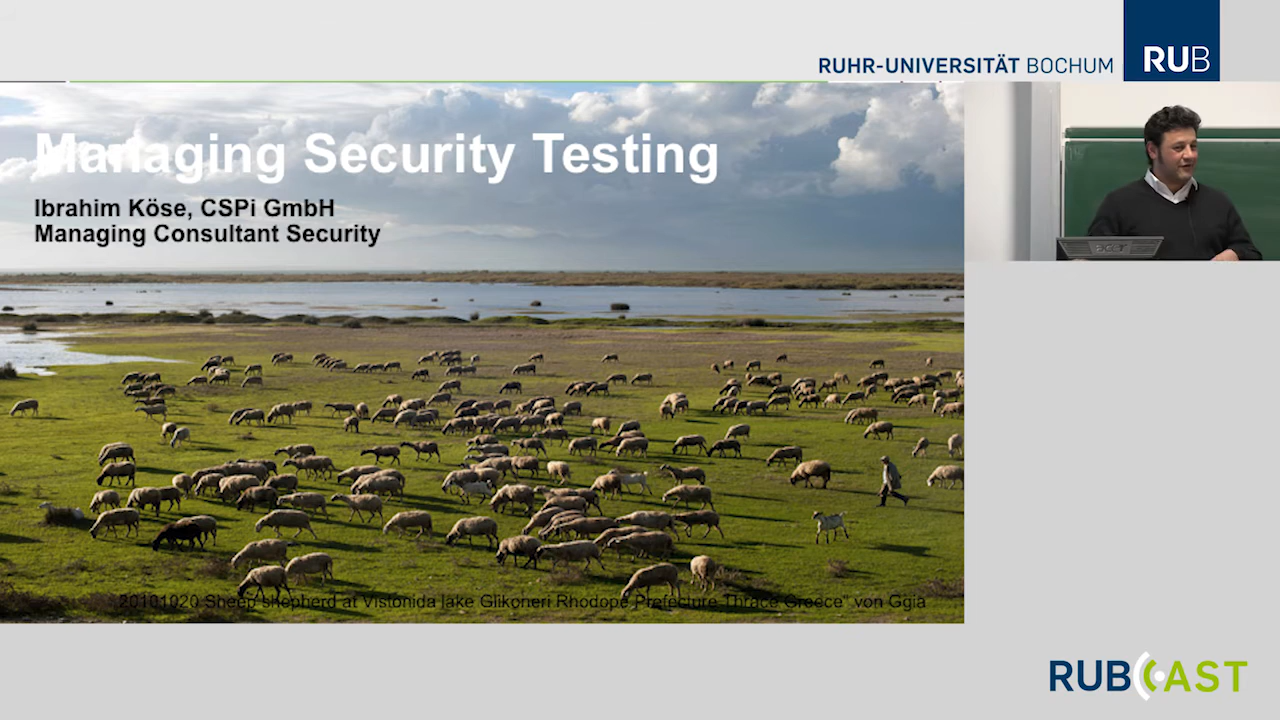 RUHR-UNIVERSITÄT BOCHUM
RUB
Managing Security Testing
Ibrahim Köse, CSPi GmbH
Managing Consultant Security
20101020 Sheep shepherd at Vistonida lake Glikoneri Rhodope Prefecture Thrace Greece" von Ggia
acer
RUBCAST